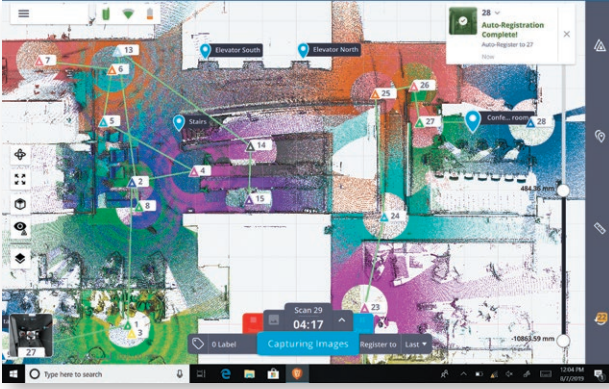 28
Auto-Registration
Complete!
Auto-Register to 27
Now
13
7
6
Elevator South
Elevator North
26
25
5
Stairs
27
Confe... room
28
14
4
2
15
8
484.36 mm
24
23
Scan 29
04:17
1
3
27
0 Label
Capturing Images
Register to
Last
-10863.59 mm
22
Type here to search
12:04 PM
8/2/2019